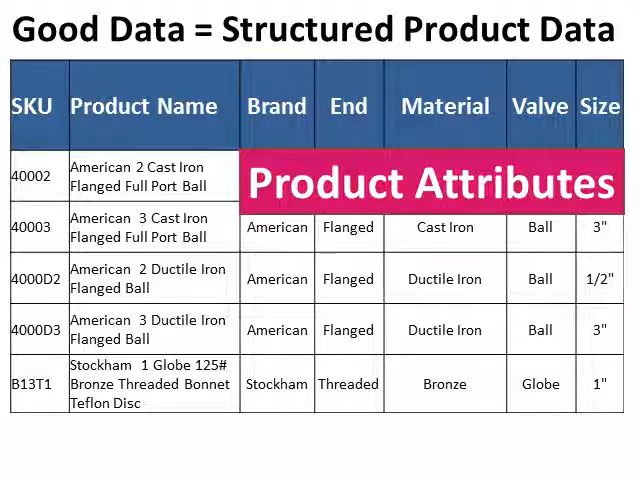 Good Data = Structured Product Data
SKU Product Name Brand End Material Valve Size
40002 American 2 Cast Iron
Flanged Full Port Ball
Product Attributes
40003 American 3 Cast Iron
Flanged Full Port Ball American Flanged Cast Iron Ball 3"
4000D2 American 2 Ductile Iron
Flanged Ball American Flanged Ductile Iron Ball 1/2"
4000D3 American 3 Ductile Iron
Flanged Ball American Flanged Ductile Iron Ball 3"
Stockham 1 Globe 125#
B13T1 Bronze Threaded Bonnet Stockham Threaded Bronze Globe 1"
Teflon Disc